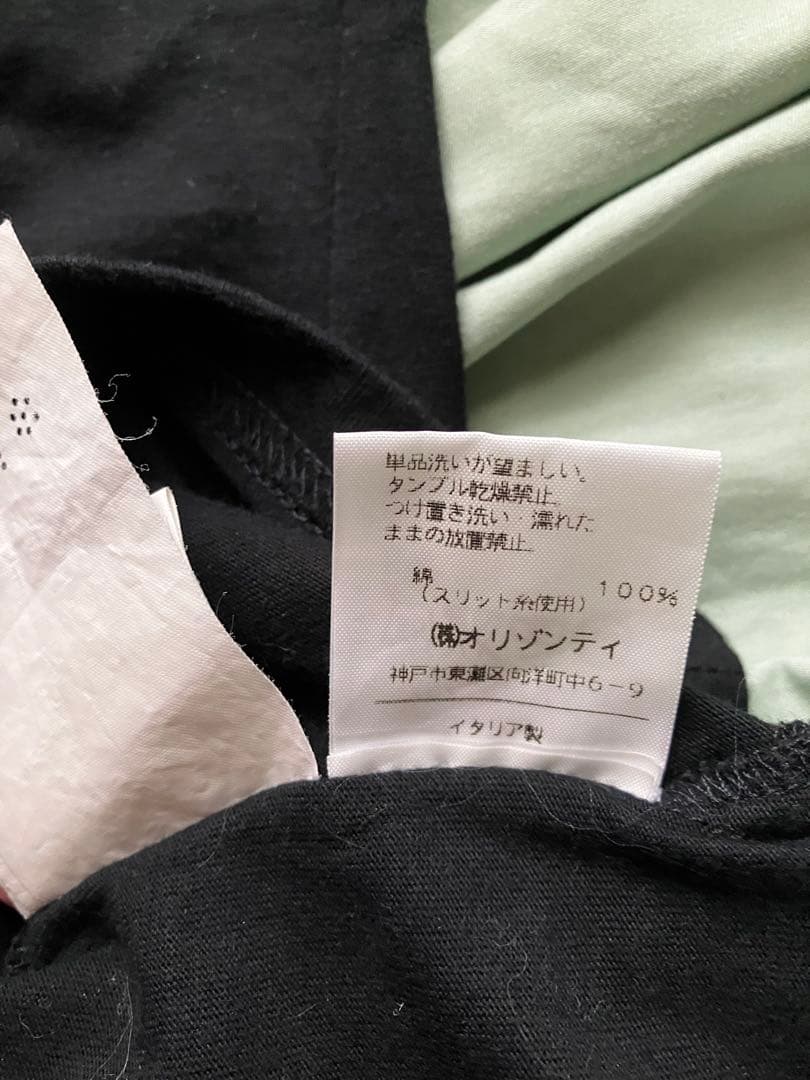 単品洗いが望ましい。
タンブル乾燥禁止
つけ置き洗い・濡れた
ままの放置禁止
綿 100%
(スリット糸使用)
㈱オリゾンティ
神戸市東灘区向洋町中6-9
イタリア製